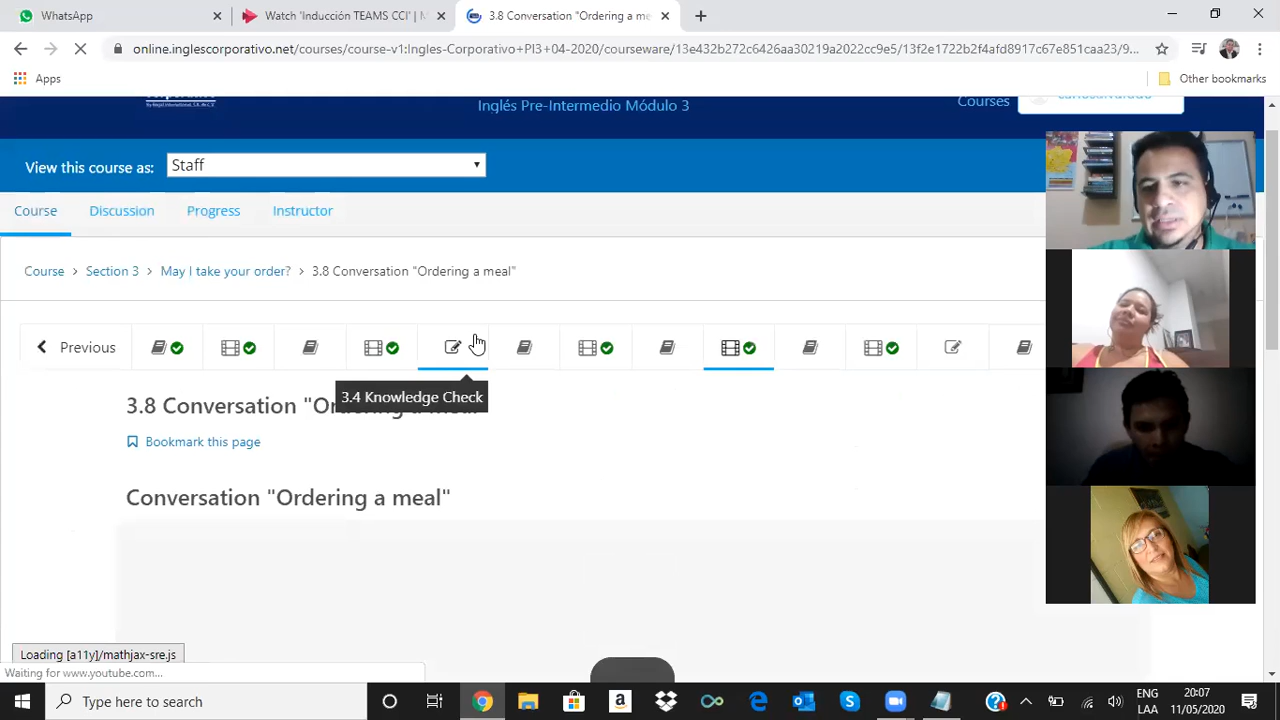 WhatsApp
Watch 'Inducción TEAMS CCI' | M
3.8 Conversation "Ordering a me
online.inglescorporativo.net/courses/course-v1:Ingles-Corporativo+PI3+04-2020/courseware/13e432b272c6426aa30219a2022cc9e5/13f2e1722b2f4afd8917c67e851caa23/9...
Apps
Other bookmarks
Inglés Pre-Intermedio Módulo 3
Courses
View this course as:
Staff
Course
Discussion
Progress
Instructor
Course > Section 3 > May I take your order? > 3.8 Conversation "Ordering a meal"
Previous
3.4 Knowledge Check
3.8 Conversation "Ordering a meal"
Bookmark this page
Conversation "Ordering a meal"
Loading [a11y]/mathjax-sre.js
Waiting for www.youtube.com...
Type here to search
ENG
LAA
20:07
11/05/2020